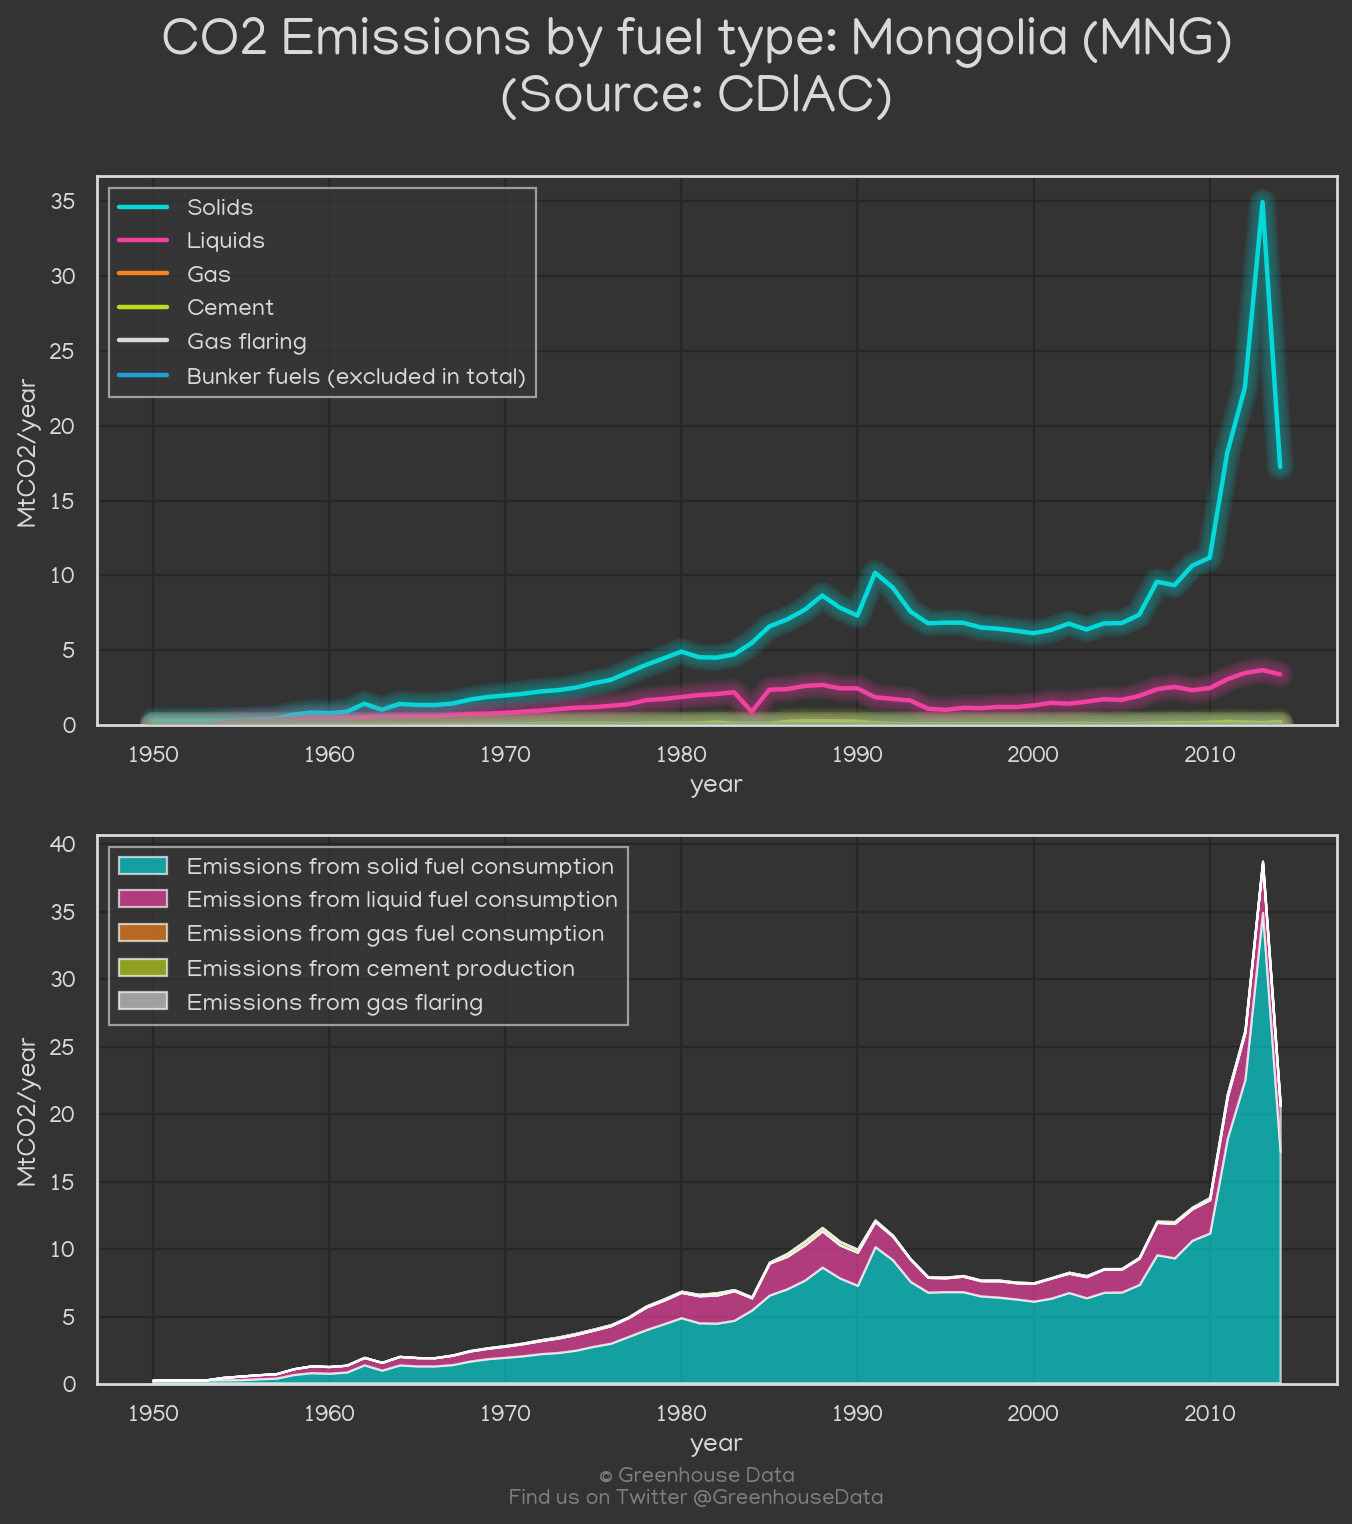 CO2 Emissions by fuel type: Mongolia (MNG)
(Source: CDIAC)
Solids
Liquids
Gas
Cement
Gas flaring
Bunker fuels (excluded in total)
35
30
25
20
15
10
5
0
MtCO2/year
1950 1960 1970 1980 1990 2000 2010
year
Emissions from solid fuel consumption
Emissions from liquid fuel consumption
Emissions from gas fuel consumption
Emissions from cement production
Emissions from gas flaring
40
35
30
25
20
15
10
5
0
MtCO2/year
1950 1960 1970 1980 1990 2000 2010
year
© Greenhouse Data
Find us on Twitter @GreenhouseData